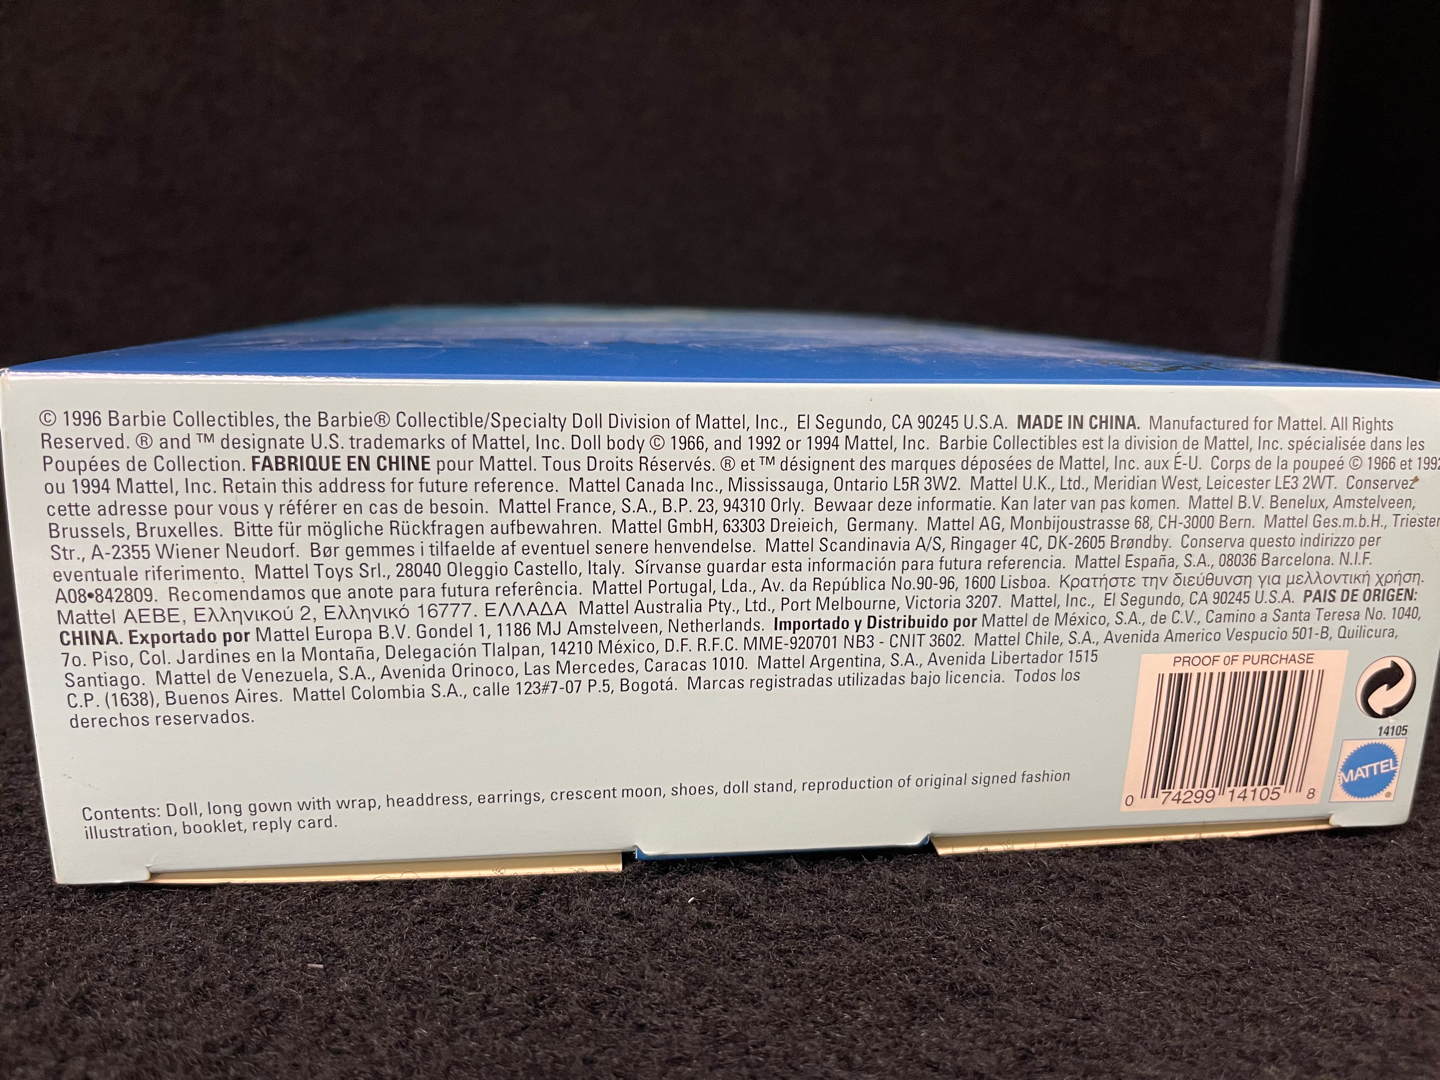 © 1996 Barbie Collectibles, the Barbie® Collectible/Specialty Doll Division of Mattel, Inc., El Segundo, CA 90245 U.S.A. MADE IN CHINA. Manufactured for Mattel. All Rights
Reserved. ® and ™ designate U.S. trademarks of Mattel, Inc. Doll body © 1966, and 1992 or 1994 Mattel, Inc. Barbie Collectibles est la division de Mattel, Inc. spécialisée dans les
Poupées de Collection. FABRIQUE EN CHINE pour Mattel. Tous Droits Réservés. ® et ™ désignent des marques déposées de Mattel, Inc. aux É-U. Corps de la poupeé © 1966 et 1992
ou 1994 Mattel, Inc. Retain this address for future reference. Mattel Canada Inc., Mississauga, Ontario L5R 3W2. Mattel U.K., Ltd., Meridian West, Leicester LE3 2WT. Conservez
cette adresse pour vous y référer en cas de besoin. Mattel France, S.A., B.P. 23, 94310 Orly. Bewaar deze informatie. Kan later van pas komen. Mattel B.V. Benelux, Amstelveen,
Brussels, Bruxelles. Bitte für mögliche Rückfragen aufbewahren. Mattel GmbH, 63303 Dreieich, Germany. Mattel AG, Monbijoustrasse 68, CH-3000 Bern. Mattel Ges.m.b.H., Triester
Str., A-2355 Wiener Neudorf. Bør gemmes i tilfaelde af eventuel senere henvendelse. Mattel Scandinavia A/S, Ringager 4C, DK-2605 Brøndby. Conserva questo indirizzo per
eventuale riferimento. Mattel Toys Srl., 28040 Oleggio Castello, Italy. Sírvanse guardar esta información para futura referencia. Mattel España, S.A., 08036 Barcelona. N.I.F.
A08•842809. Recomendamos que anote para futura referência. Mattel Portugal, Lda., Av. da República No.90-96, 1600 Lisboa. Κρατήστε την διεύθυνση για μελλοντική χρήση.
Mattel ΑΕΒΕ, Ελληνικού 2, Ελληνικό 16777. ΕΛΛΑΔΑ Mattel Australia Pty., Ltd., Port Melbourne, Victoria 3207. Mattel, Inc., El Segundo, CA 90245 U.S.A. PAIS DE ORIGEN:
CHINA. Exportado por Mattel Europa B.V. Gondel 1, 1186 MJ Amstelveen, Netherlands. Importado y Distribuido por Mattel de México, S.A., de C.V., Camino a Santa Teresa No. 1040,
7o. Piso, Col. Jardines en la Montaña, Delegación Tlalpan, 14210 México, D.F. R.F.C. MME-920701 NB3 - CNIT 3602. Mattel Chile, S.A., Avenida Americo Vespucio 501-B, Quilicura,
Santiago. Mattel de Venezuela, S.A., Avenida Orinoco, Las Mercedes, Caracas 1010. Mattel Argentina, S.A., Avenida Libertador 1515
C.P. (1638), Buenos Aires. Mattel Colombia S.A., calle 123#7-07 P.5, Bogotá. Marcas registradas utilizadas bajo licencia. Todos los
derechos reservados.
Contents: Doll, long gown with wrap, headdress, earrings, crescent moon, shoes, doll stand, reproduction of original signed fashion
illustration, booklet, reply card.
PROOF OF PURCHASE
0 74299 14105 8
14105
MATTEL®